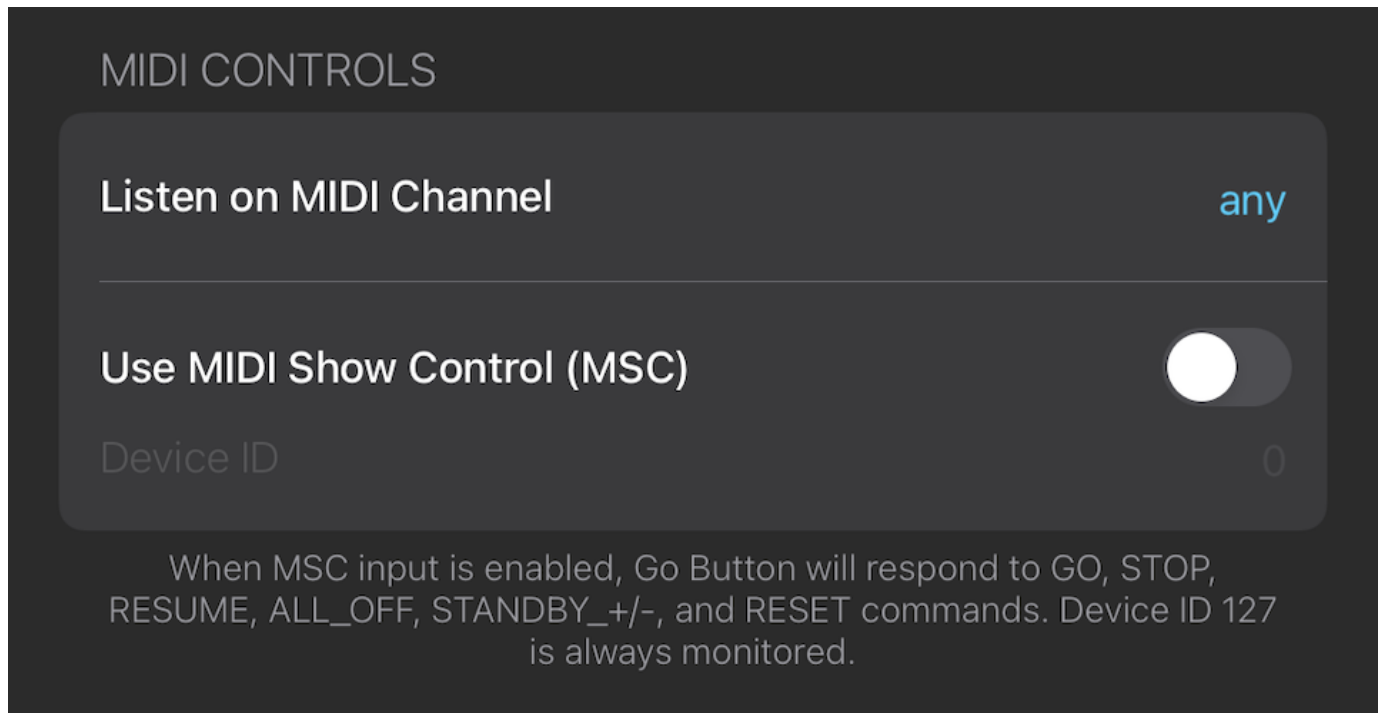 MIDI CONTROLS
Listen on MIDI Channel any
Use MIDI Show Control (MSC)
Device ID 0
When MSC input is enabled, Go Button will respond to GO, STOP,
RESUME, ALL_OFF, STANDBY_+/-, and RESET commands. Device ID 127
is always monitored.